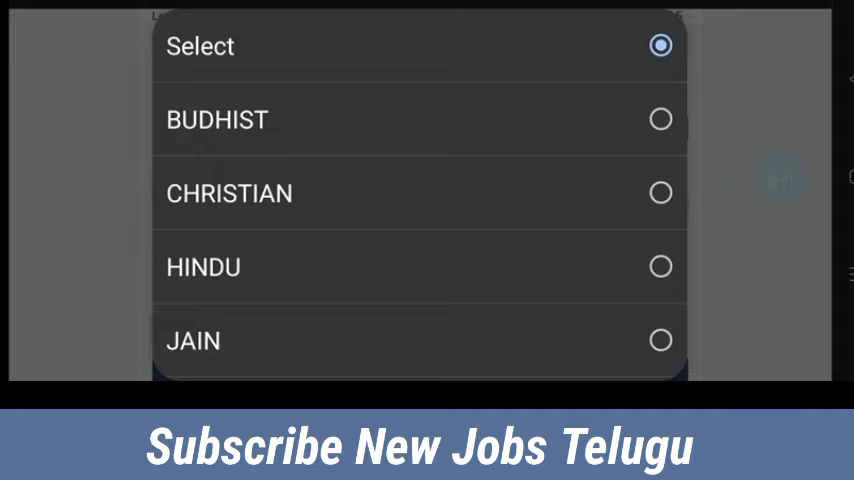 Select
BUDHIST
CHRISTIAN
HINDU
JAIN
Subscribe New Jobs Telugu